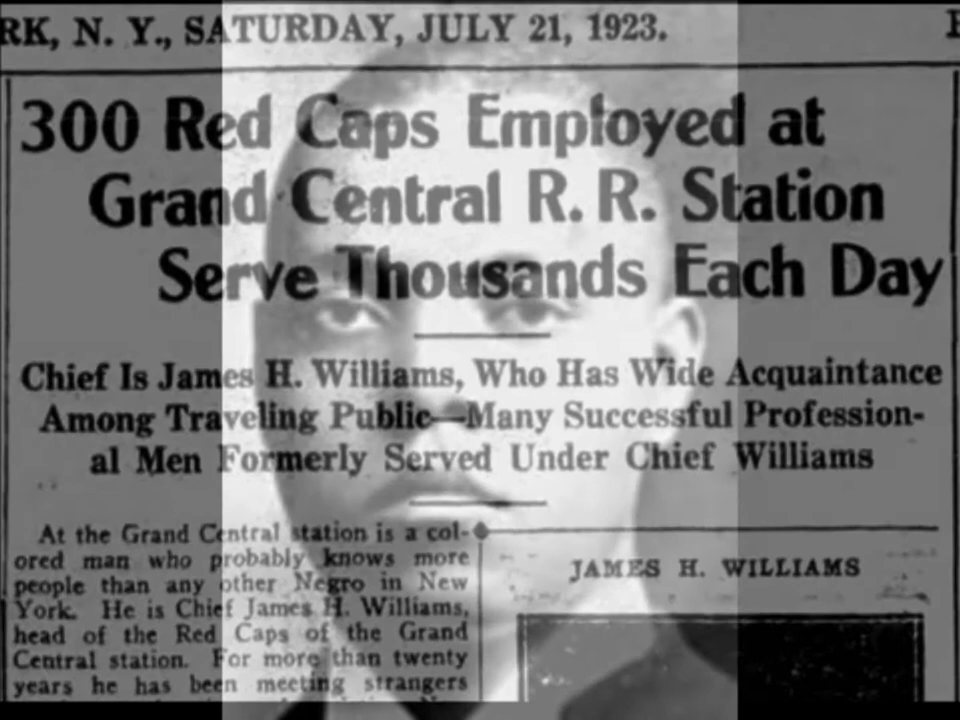 RK, N. Y., SATURDAY, JULY 21, 1923.
300 Red Caps Employed at
Grand Central R. R. Station
Serve Thousands Each Day
Chief Is James H. Williams, Who Has Wide Acquaintance
Among Traveling Public—Many Successful Profession-
al Men Formerly Served Under Chief Williams
At the Grand Central station is a col-
ored man who probably knows more
people than any other Negro in New
York. He is Chief James H. Williams,
head of the Red Caps of the Grand
Central station. For more than twenty
years he has been meeting strangers
JAMES H. WILLIAMS